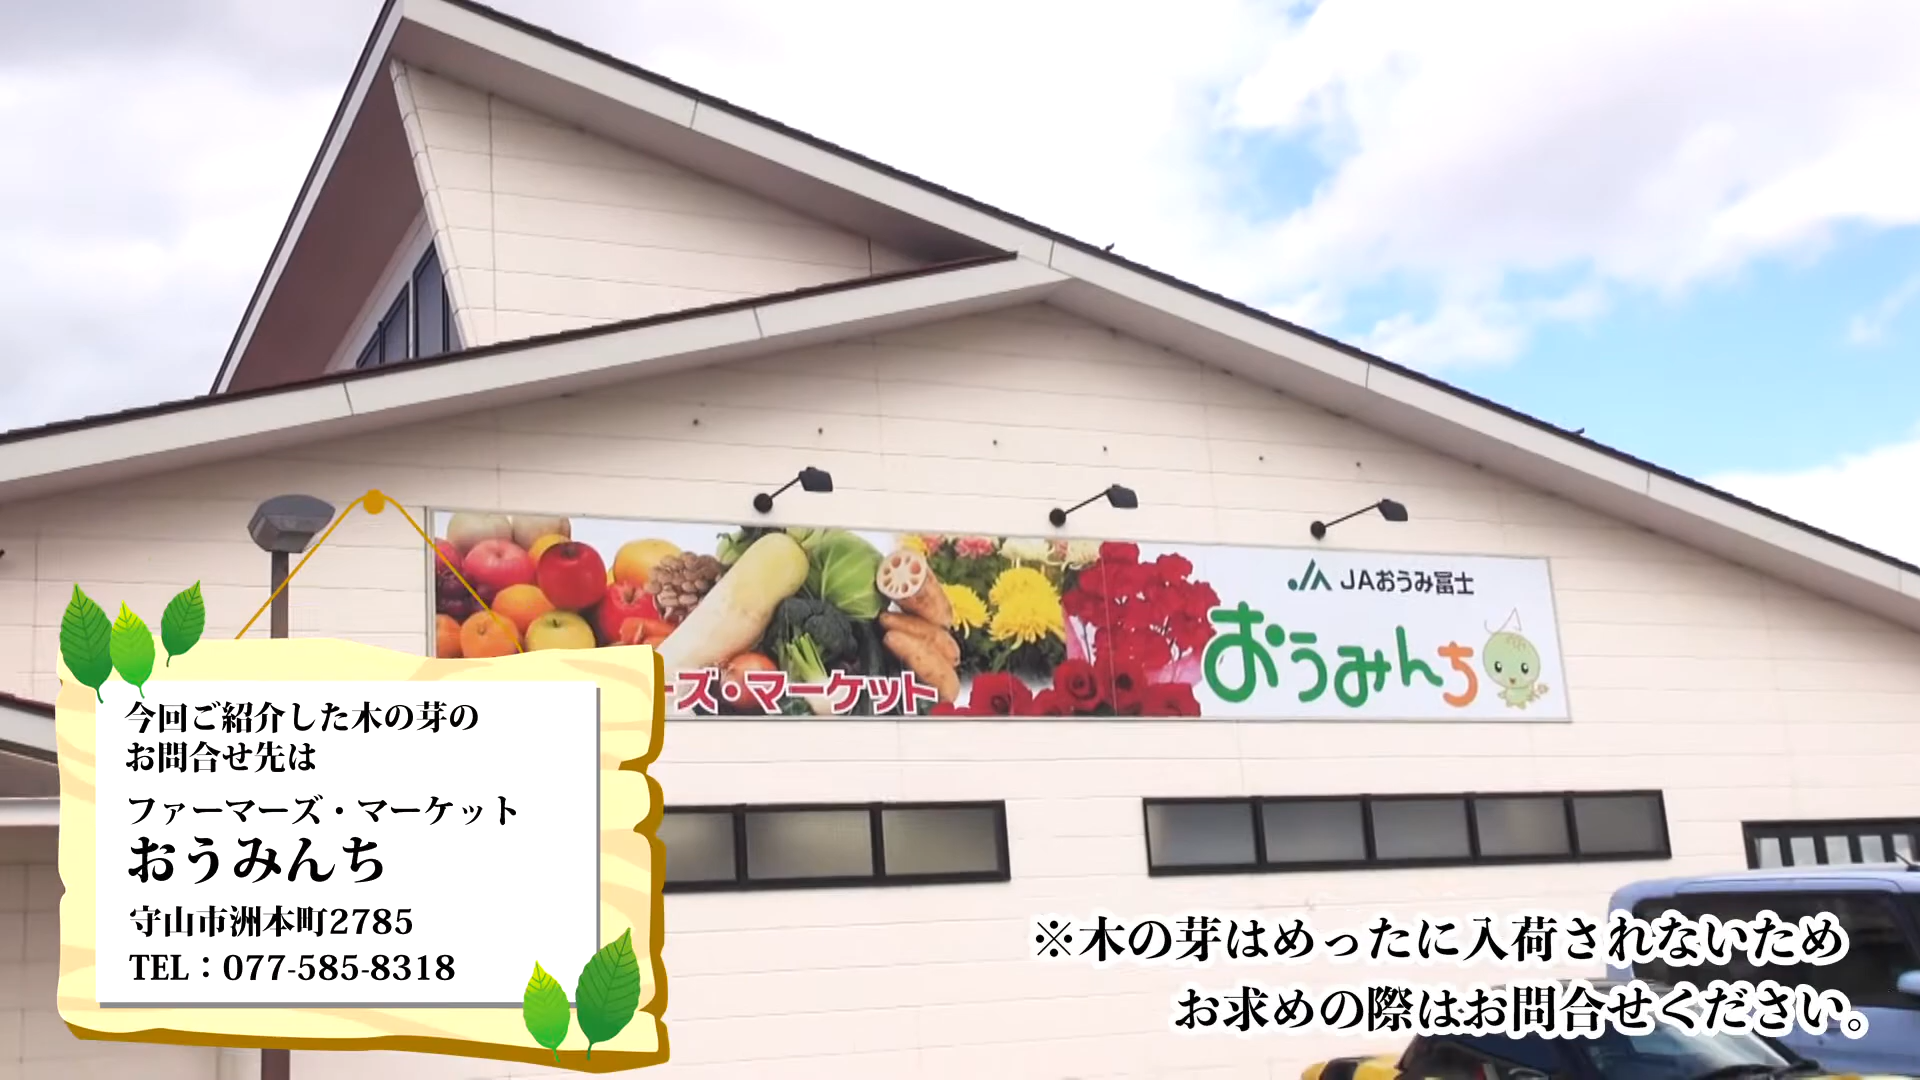 JAおうみ冨士
おうみんち
ーズ・マーケット
今回ご紹介した木の芽の
お問合せ先は
ファーマーズ・マーケット
おうみんち
守山市洲本町2785
TEL：077-585-8318
※木の芽はめったに入荷されないため
お求めの際はお問合せください。